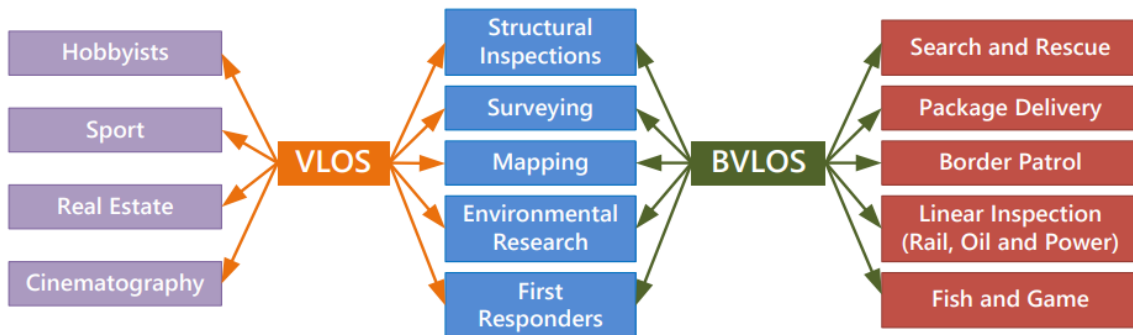 Hobbyists
Sport
Real Estate
Cinematography
VLOS
Structural
Inspections
Surveying
Mapping
Environmental
Research
First
Responders
BVLOS
Search and Rescue
Package Delivery
Border Patrol
Linear Inspection
(Rail, Oil and Power)
Fish and Game